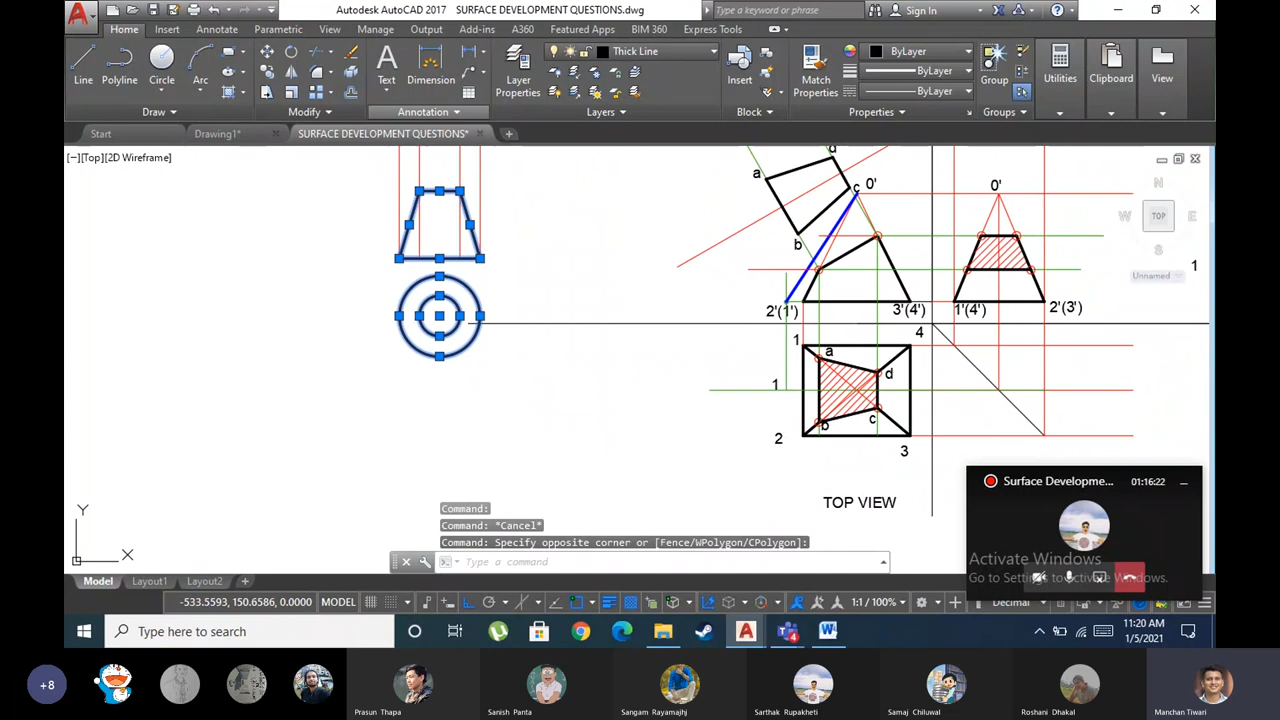 Autodesk AutoCAD 2017 SURFACE DEVELOPMENT QUESTIONS.dwg
Type a keyword or phrase
Sign In
Home Insert Annotate Parametric View Manage Output Add-ins A360 Featured Apps BIM 360 Express Tools
Thick Line
ByLayer
ByLayer
ByLayer
Line Polyline Circle Arc
Text Dimension
Layer Properties
Insert
Match Properties
Group
Utilities Clipboard View
Draw Modify Annotation Layers Block Properties Groups
Start Drawing1* SURFACE DEVELOPMENT QUESTIONS*
[−][Top][2D Wireframe]
N
W TOP E
S
Unnamed
a
d
b
c
0'
0'
1
2'(1')
3'(4')
1'(4')
2'(3')
4
1
a
d
1
b
c
2
3
TOP VIEW
Y
X
Command:
Command: *Cancel*
Command: Specify opposite corner or [Fence/WPolygon/CPolygon]:
Type a command
Surface Developme...
01:16:22
Activate Windows
Go to Settings to activate Windows.
Model Layout1 Layout2
-533.5593, 150.6586, 0.0000 MODEL
1:1 / 100%
Decimal
Type here to search
11:20 AM
1/5/2021
+8
Prasun Thapa
Sanish Panta
Sangam Rayamajhj
Sarthak Rupakheti
Samaj Chiluwal
Roshani Dhakal
Manchan Tiwari